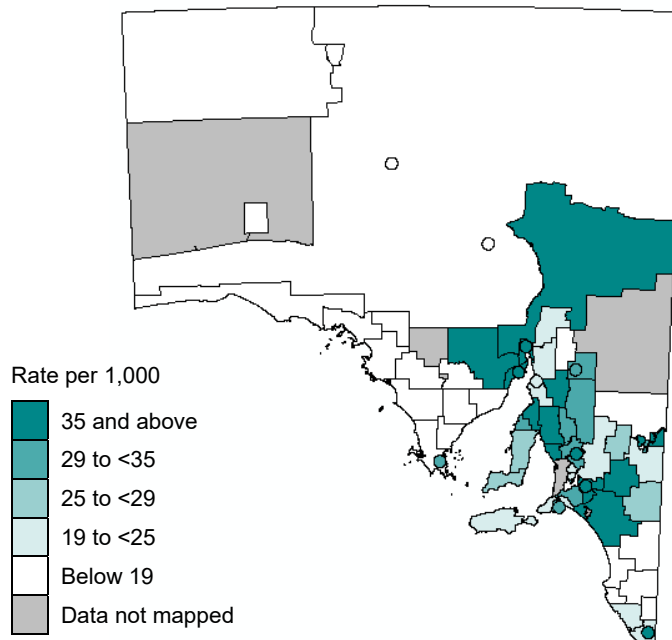 Rate per 1,000
35 and above
29 to <35
25 to <29
19 to <25
Below 19
Data not mapped